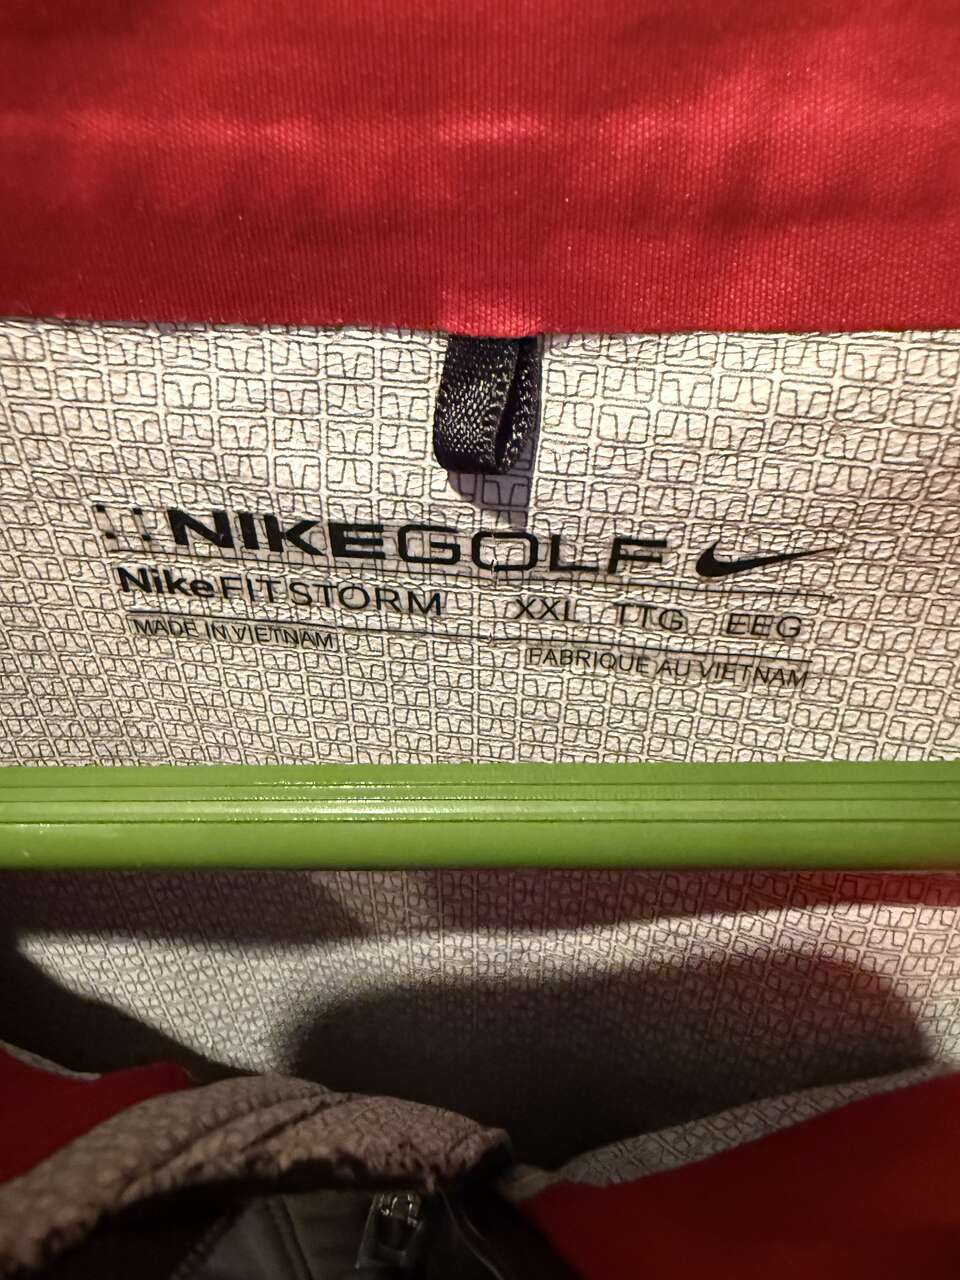 NIKEGOLF
NikeFITSTORM XXL TTG EEG
MADE IN VIETNAM
FABRIQUE AU VIETNAM